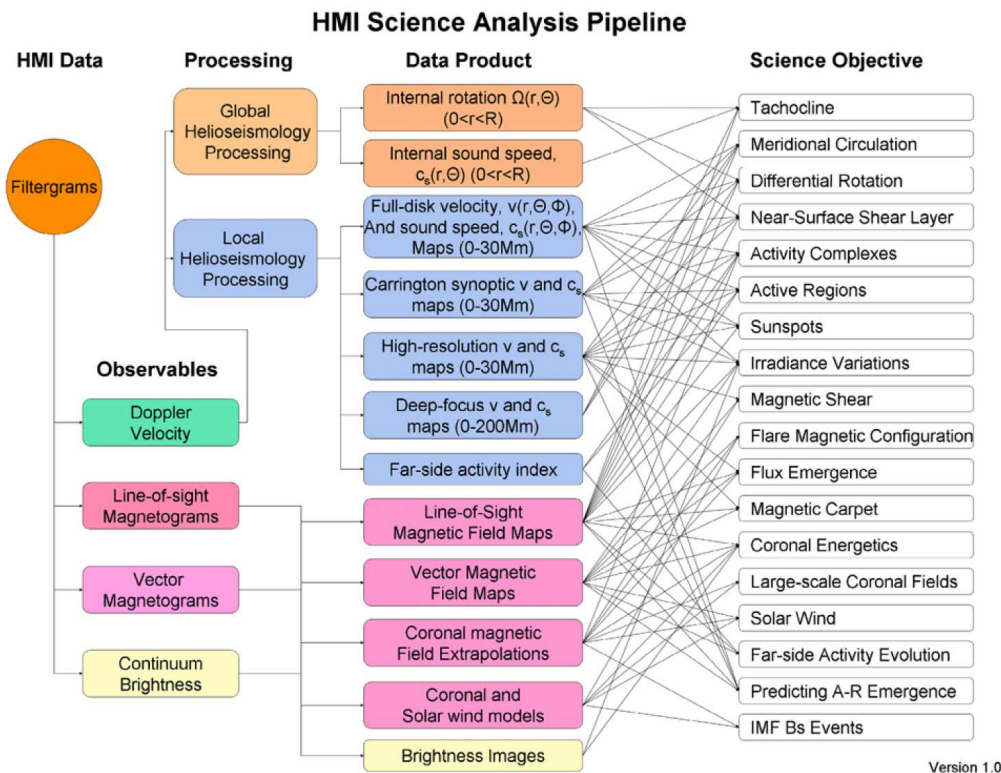 HMI Science Analysis Pipeline
HMI Data
Processing
Data Product
Science Objective
Filtergrams
Global
Helioseismology
Processing
Local
Helioseismology
Processing
Observables
Doppler
Velocity
Line-of-sight
Magnetograms
Vector
Magnetograms
Continuum
Brightness
Internal rotation Ω(r,Θ)
(0<r<R)
Internal sound speed,
cs(r,Θ) (0<r<R)
Full-disk velocity, v(r,Θ,Φ),
And sound speed, cs(r,Θ,Φ),
Maps (0-30Mm)
Carrington synoptic v and cs
maps (0-30Mm)
High-resolution v and cs
maps (0-30Mm)
Deep-focus v and cs
maps (0-200Mm)
Far-side activity index
Line-of-Sight
Magnetic Field Maps
Vector Magnetic
Field Maps
Coronal magnetic
Field Extrapolations
Coronal and
Solar wind models
Brightness Images
Tachocline
Meridional Circulation
Differential Rotation
Near-Surface Shear Layer
Activity Complexes
Active Regions
Sunspots
Irradiance Variations
Magnetic Shear
Flare Magnetic Configuration
Flux Emergence
Magnetic Carpet
Coronal Energetics
Large-scale Coronal Fields
Solar Wind
Far-side Activity Evolution
Predicting A-R Emergence
IMF Bs Events
Version 1.0